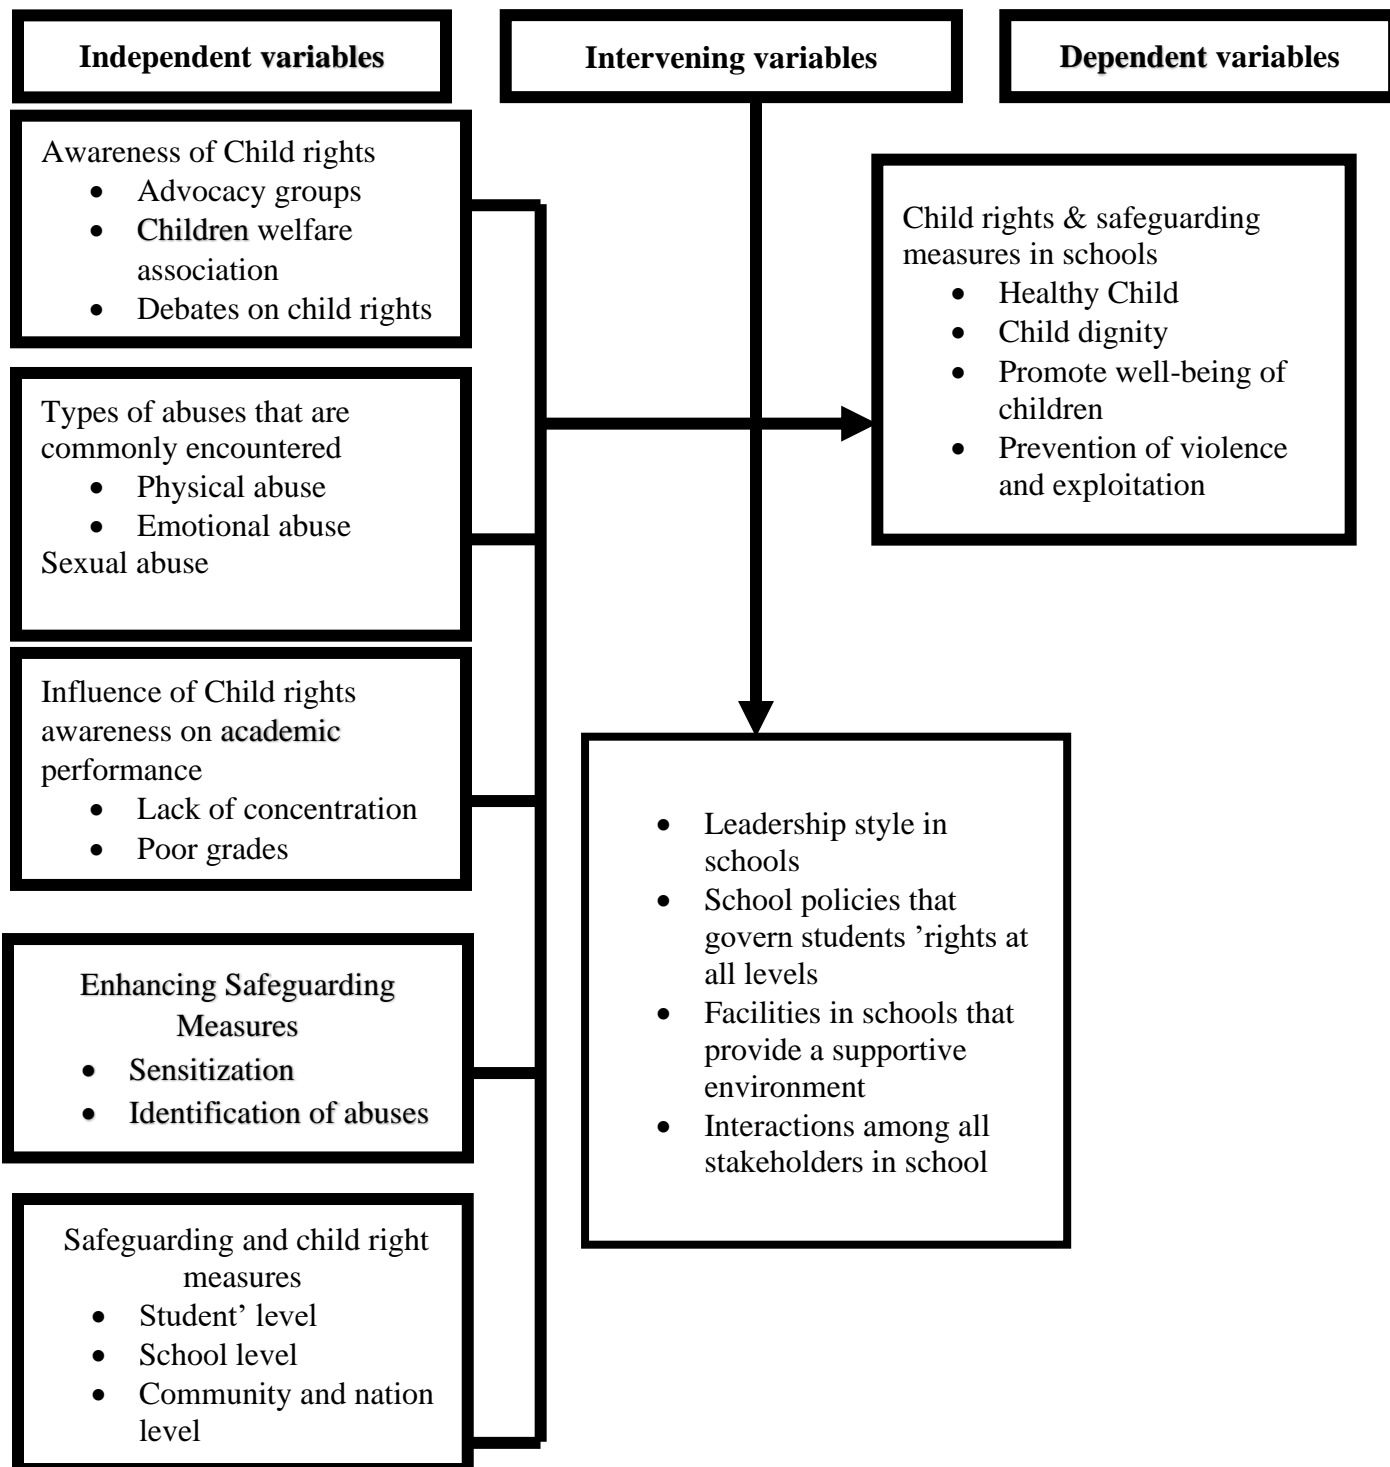 Independent variables
Intervening variables
Dependent variables
Awareness of Child rights
• Advocacy groups
• Children welfare
association
• Debates on child rights
Types of abuses that are
commonly encountered
• Physical abuse
• Emotional abuse
Sexual abuse
Influence of Child rights
awareness on academic
performance
• Lack of concentration
• Poor grades
Enhancing Safeguarding
Measures
• Sensitization
• Identification of abuses
Safeguarding and child right
measures
• Student’ level
• School level
• Community and nation
level
• Leadership style in
schools
• School policies that
govern students ’rights at
all levels
• Facilities in schools that
provide a supportive
environment
• Interactions among all
stakeholders in school
Child rights & safeguarding
measures in schools
• Healthy Child
• Child dignity
• Promote well-being of
children
• Prevention of violence
and exploitation